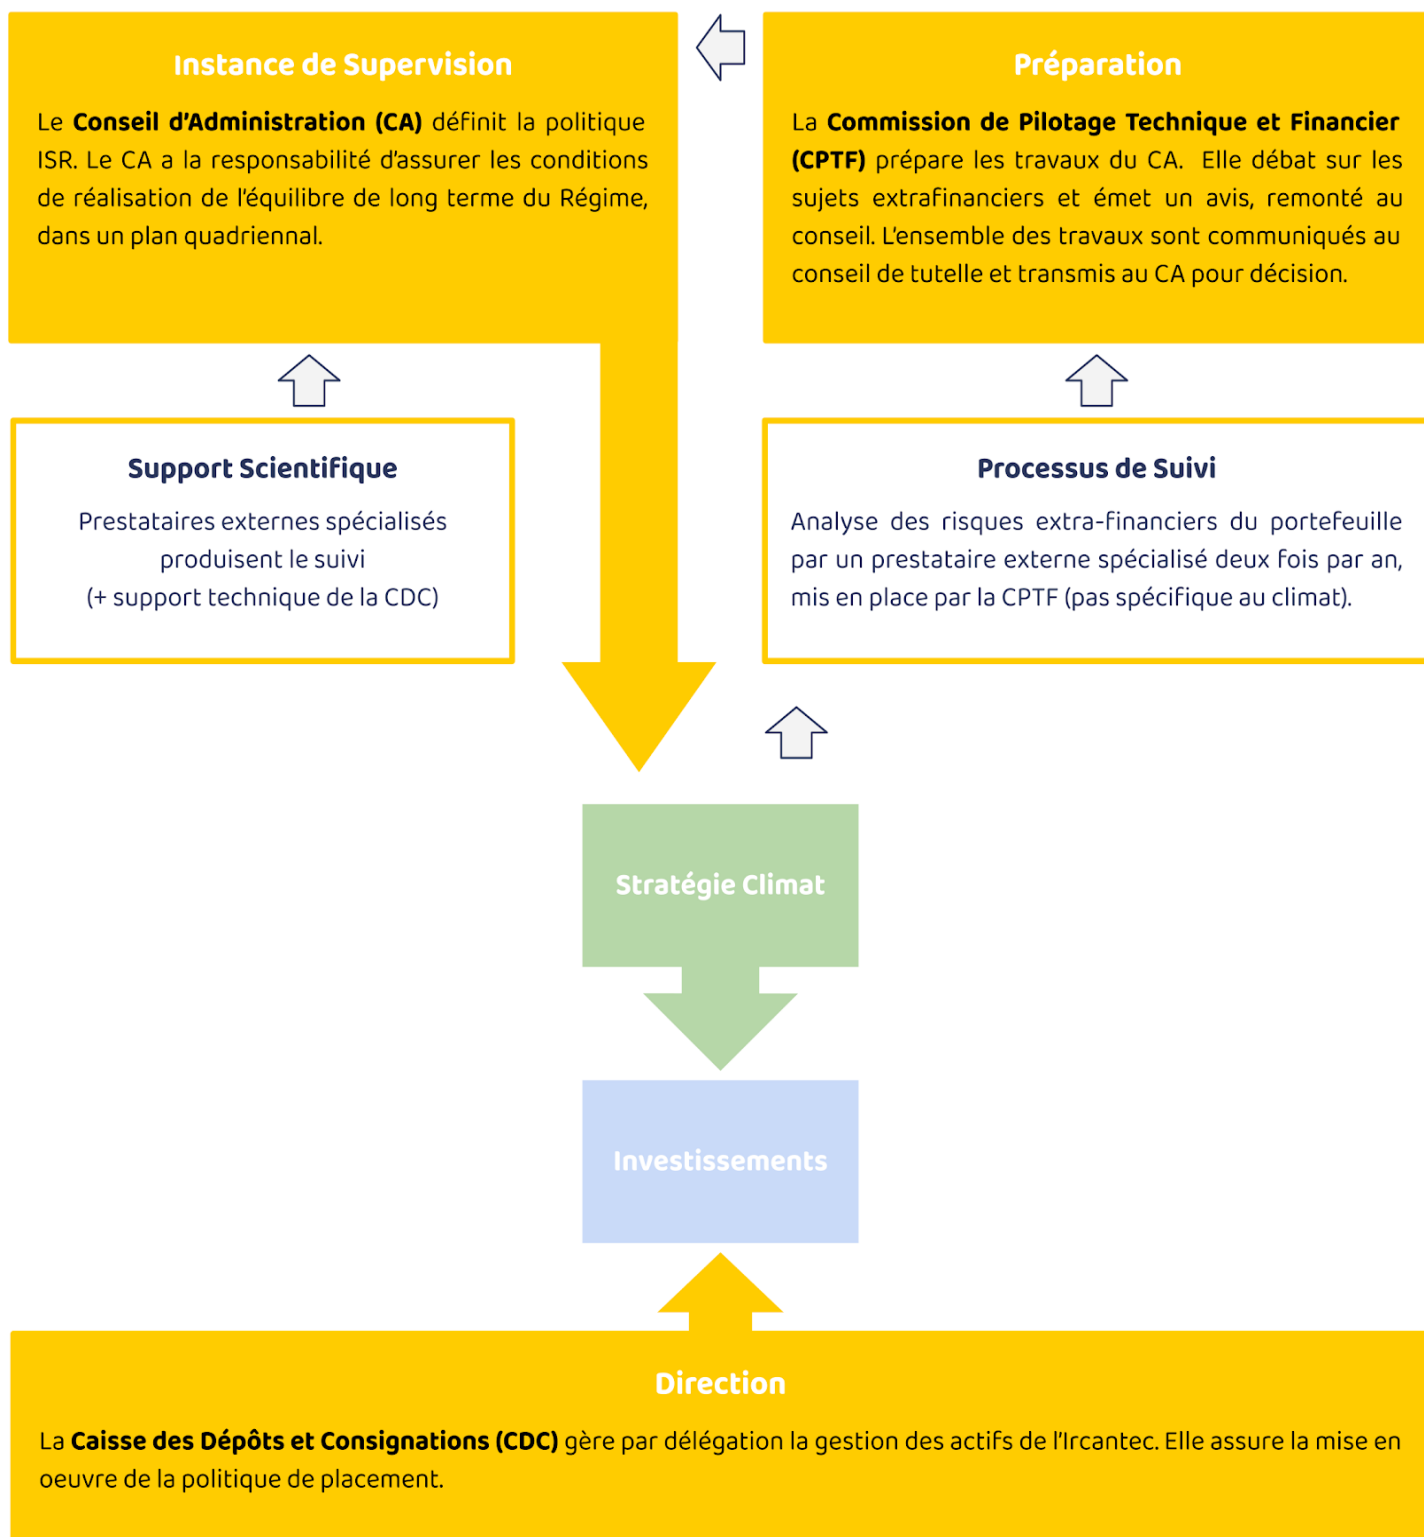 Instance de Supervision
Le Conseil d'Administration (CA) définit la politique
ISR. Le CA a la responsabilité d'assurer les conditions
de réalisation de l'équilibre de long terme du Régime,
dans un plan quadriennal.
Préparation
La Commission de Pilotage Technique et Financier
(CPTF) prépare les travaux du CA. Elle débat sur les
sujets extrafinanciers et émet un avis, remonté au
conseil. L'ensemble des travaux sont communiqués au
conseil de tutelle et transmis au CA pour décision.
Support Scientifique
Prestataires externes spécialisés
produisent le suivi
(+ support technique de la CDC)
Processus de Suivi
Analyse des risques extra-financiers du portefeuille
par un prestataire externe spécialisé deux fois par an,
mis en place par la CPTF (pas spécifique au climat).
Stratégie Climat
Investissements
Direction
La Caisse des Dépôts et Consignations (CDC) gère par délégation la gestion des actifs de l'Ircantec. Elle assure la mise en
oeuvre de la politique de placement.